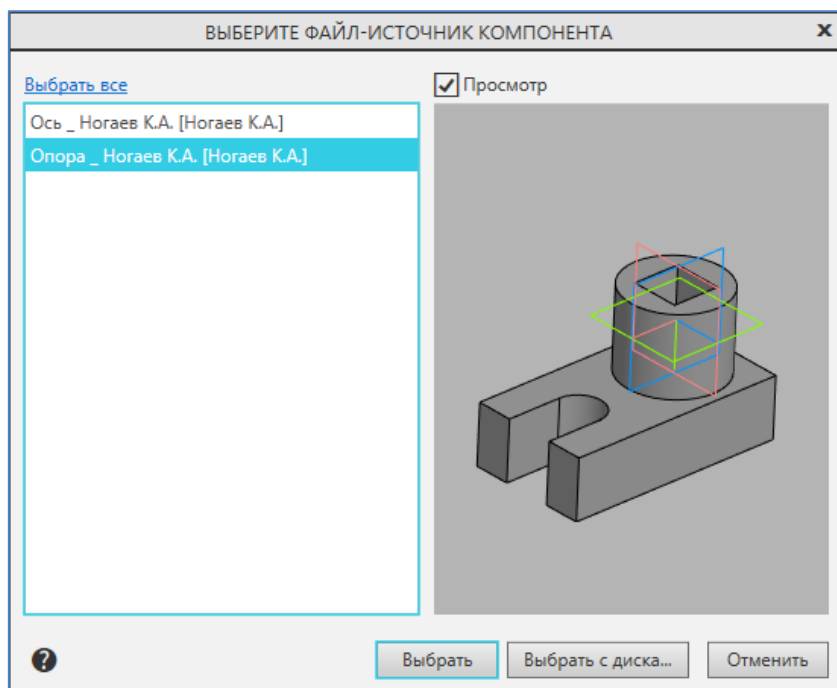 ВЫБЕРИТЕ ФАЙЛ-ИСТОЧНИК КОМПОНЕНТА
Выбрать все
Просмотр
Ось _ Ногаев К.А. [Ногаев К.А.]
Опора _ Ногаев К.А. [Ногаев К.А.]
Выбрать
Выбрать с диска...
Отменить